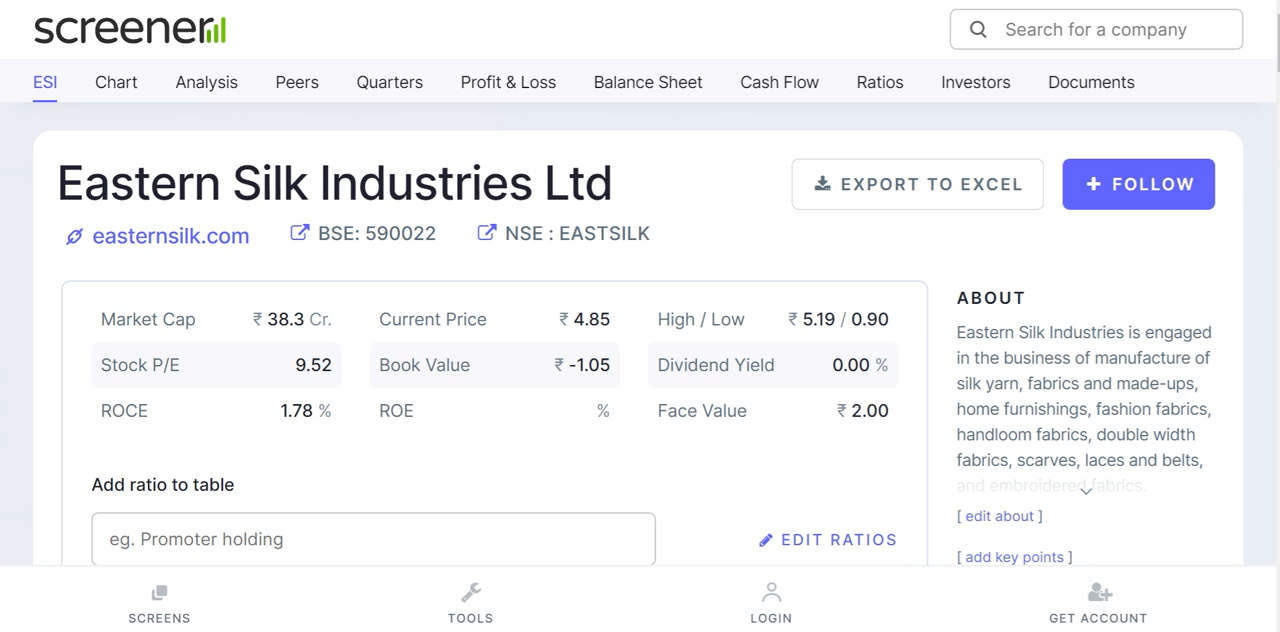 screener
Search for a company
ESI Chart Analysis Peers Quarters Profit & Loss Balance Sheet Cash Flow Ratios Investors Documents
Eastern Silk Industries Ltd
EXPORT TO EXCEL
+ FOLLOW
easternsilk.com BSE: 590022 NSE : EASTSILK
Market Cap ₹ 38.3 Cr. Current Price ₹ 4.85 High / Low ₹ 5.19 / 0.90
Stock P/E 9.52 Book Value ₹ -1.05 Dividend Yield 0.00 %
ROCE 1.78 % ROE % Face Value ₹ 2.00
Add ratio to table
eg. Promoter holding
EDIT RATIOS
ABOUT
Eastern Silk Industries is engaged
in the business of manufacture of
silk yarn, fabrics and made-ups,
home furnishings, fashion fabrics,
handloom fabrics, double width
fabrics, scarves, laces and belts,
and embroidered fabrics.
[ edit about ]
[ add key points ]
SCREENS TOOLS LOGIN GET ACCOUNT